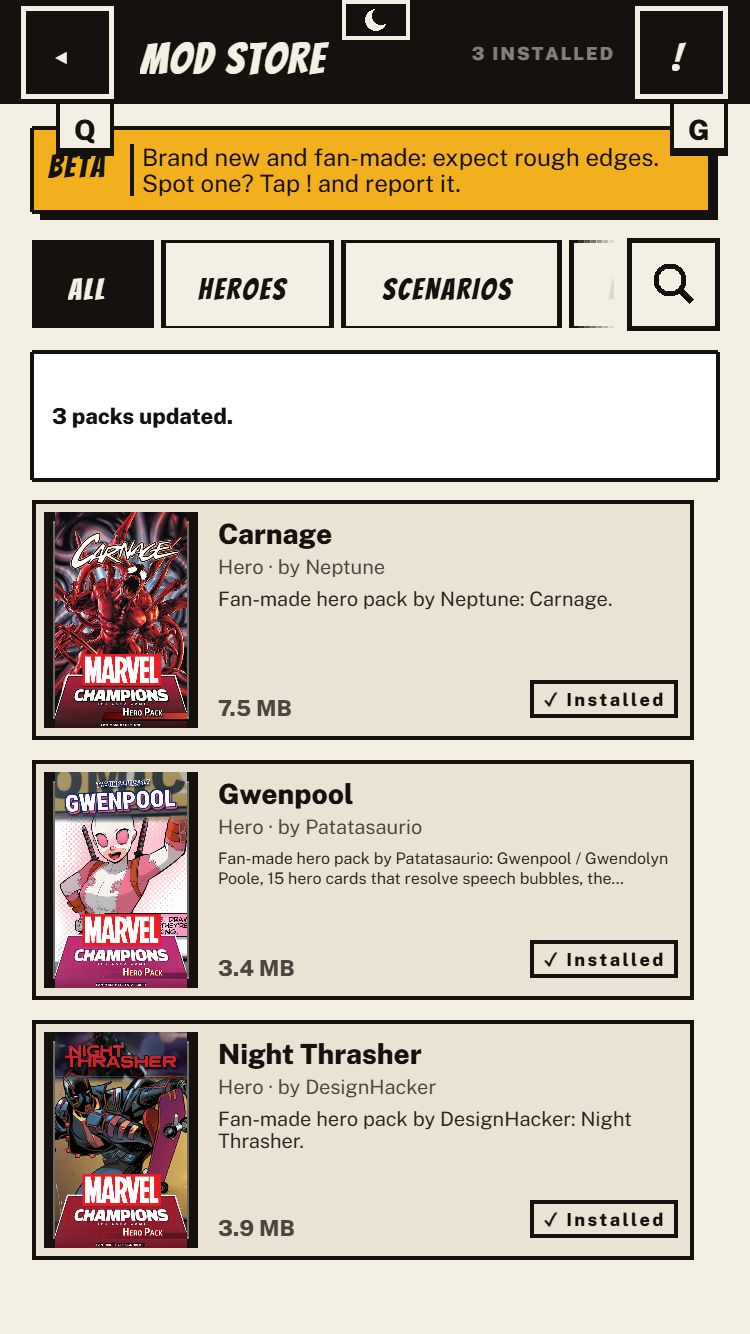 MOD STORE
3 INSTALLED
!
Q
G
BETA
Brand new and fan-made: expect rough edges.
Spot one? Tap ! and report it.
ALL
HEROES
SCENARIOS
3 packs updated.
CARNAGE
MARVEL
CHAMPIONS
HERO PACK
Carnage
Hero · by Neptune
Fan-made hero pack by Neptune: Carnage.
7.5 MB
✓ Installed
GWENPOOL
MARVEL
CHAMPIONS
HERO PACK
Gwenpool
Hero · by Patatasaurio
Fan-made hero pack by Patatasaurio: Gwenpool / Gwendolyn
Poole, 15 hero cards that resolve speech bubbles, the...
3.4 MB
✓ Installed
NIGHT
THRASHER
MARVEL
CHAMPIONS
HERO PACK
Night Thrasher
Hero · by DesignHacker
Fan-made hero pack by DesignHacker: Night
Thrasher.
3.9 MB
✓ Installed